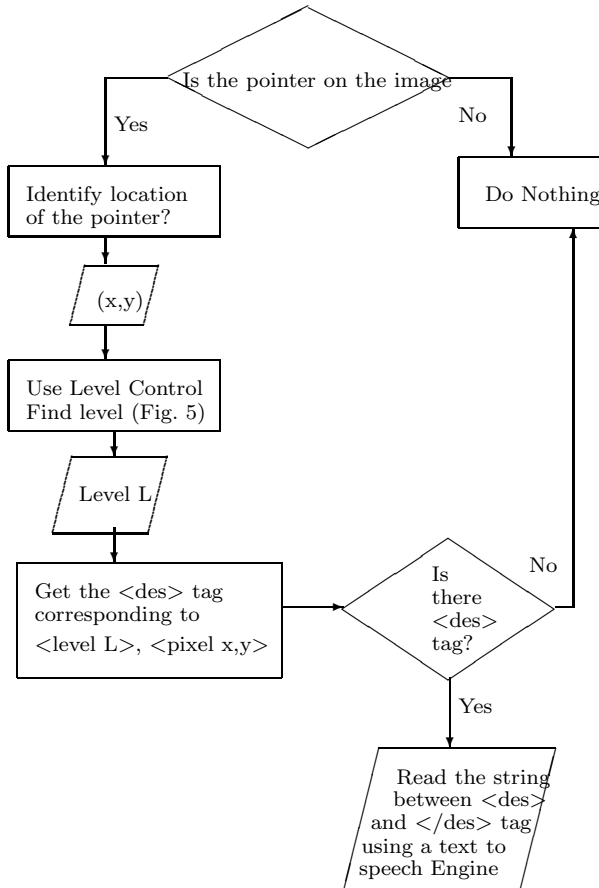 Is the pointer on the image
Yes
No
Identify location
of the pointer?
Do Nothing
(x,y)
Use Level Control
Find level (Fig. 5)
Level L
Get the <des> tag
corresponding to
<level L>, <pixel x,y>
Is
there
<des>
tag?
No
Yes
Read the string
between <des>
and </des> tag
using a text to
speech Engine